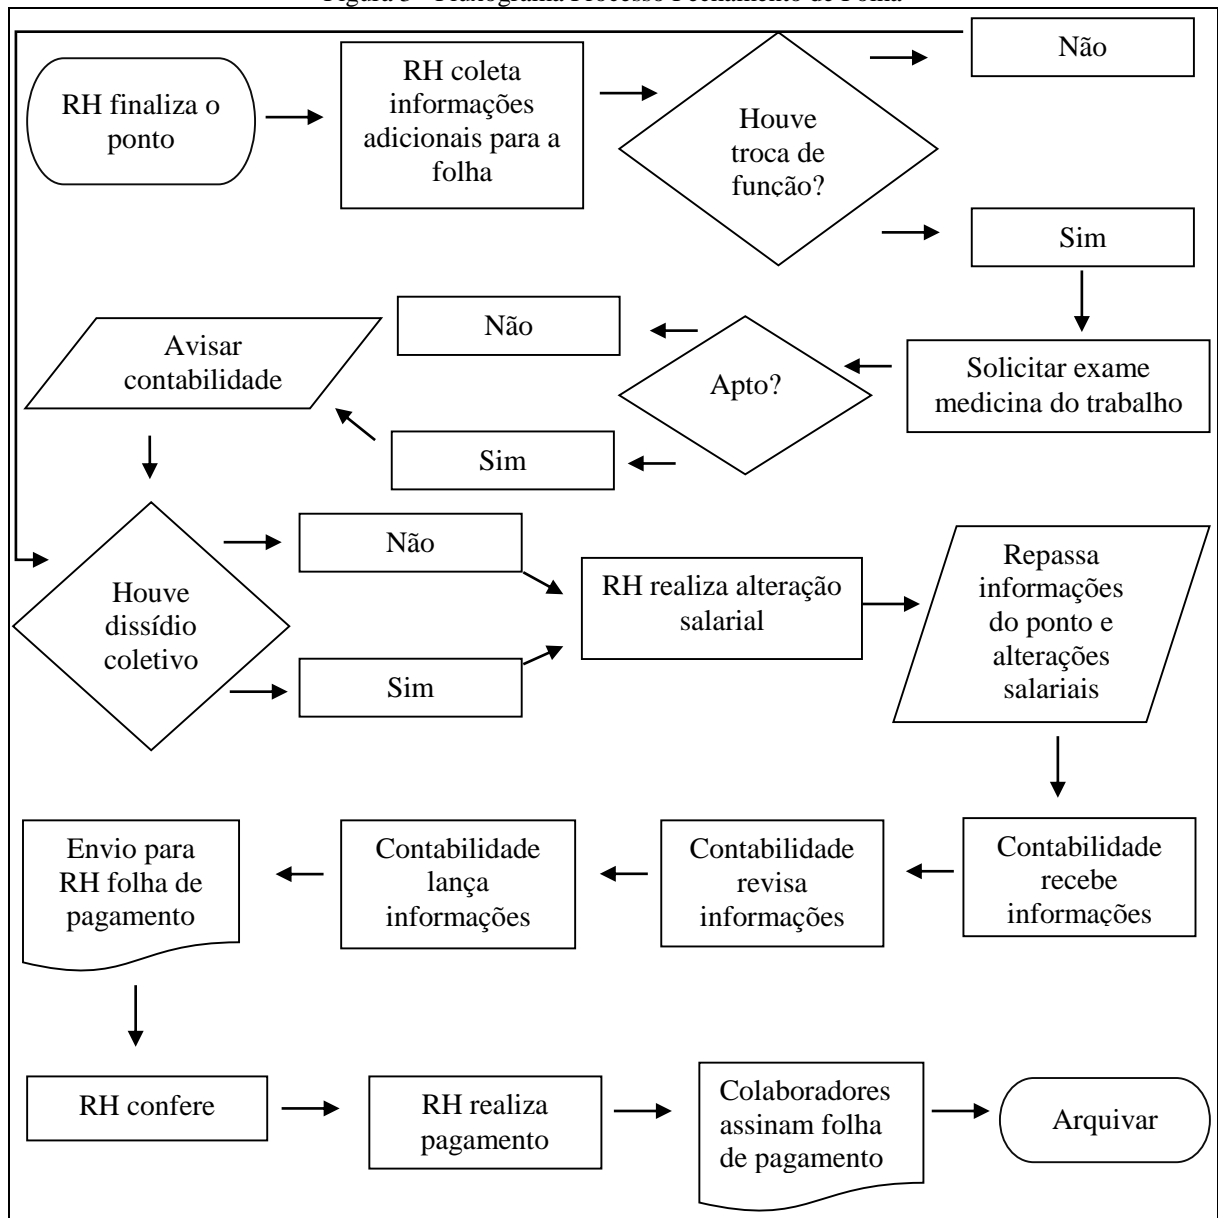 RH finaliza o
ponto
RH coleta
informações
adicionais para a
folha
Houve
troca de
função?
Não
Sim
Solicitar exame
medicina do trabalho
Apto?
Não
Sim
Avisar
contabilidade
Houve
dissídio
coletivo
Não
Sim
RH realiza alteração
salarial
Repassa
informações
do ponto e
alterações
salariais
Contabilidade
recebe
informações
Contabilidade
revisa
informações
Contabilidade
lança
informações
Envio para
RH folha de
pagamento
RH confere
RH realiza
pagamento
Colaboradores
assinam folha
de pagamento
Arquivar